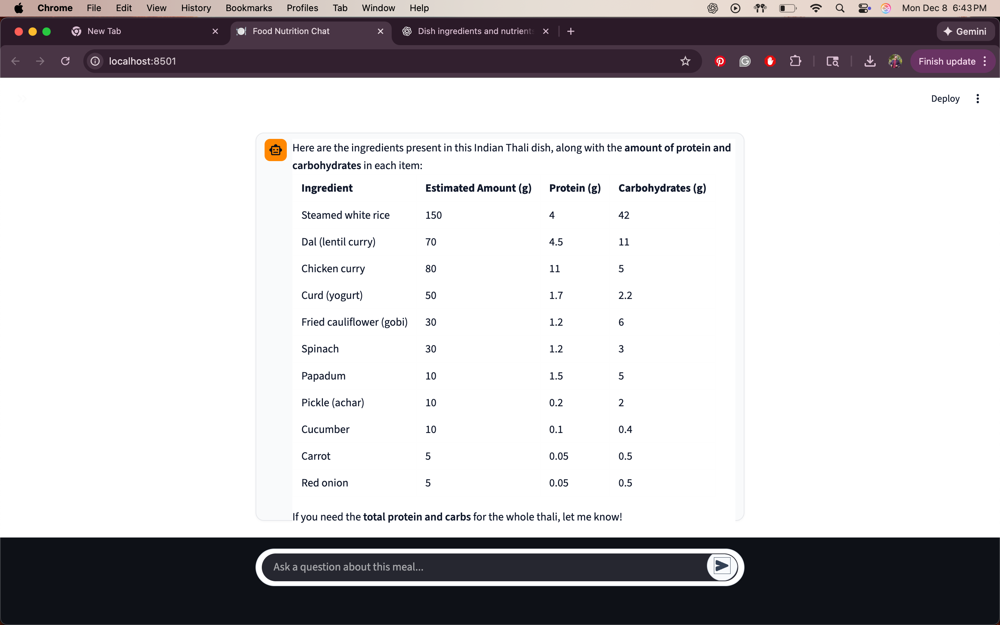 Chrome File Edit View History Bookmarks Profiles Tab Window Help Mon Dec 8 6:43 PM
New Tab Food Nutrition Chat Dish ingredients and nutrients Gemini
localhost:8501 Finish update
Deploy
Here are the ingredients present in this Indian Thali dish, along with the amount of protein and
carbohydrates in each item:
Ingredient Estimated Amount (g) Protein (g) Carbohydrates (g)
Steamed white rice 150 4 42
Dal (lentil curry) 70 4.5 11
Chicken curry 80 11 5
Curd (yogurt) 50 1.7 2.2
Fried cauliflower (gobi) 30 1.2 6
Spinach 30 1.2 3
Papadum 10 1.5 5
Pickle (achar) 10 0.2 2
Cucumber 10 0.1 0.4
Carrot 5 0.05 0.5
Red onion 5 0.05 0.5
If you need the total protein and carbs for the whole thali, let me know!
Ask a question about this meal...